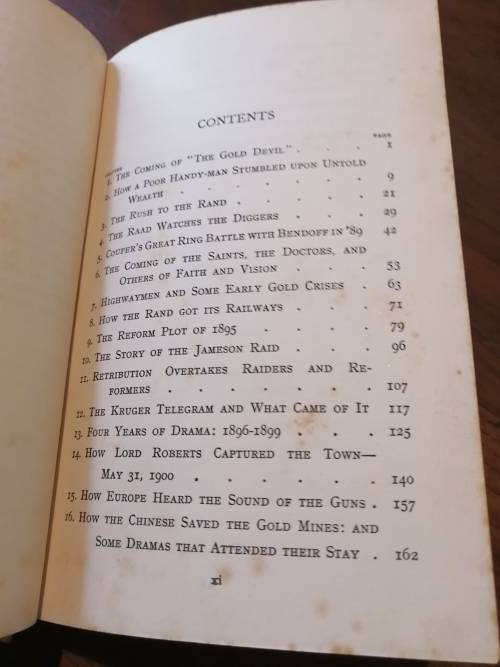 CONTENTS
CHAPTER PAGE
1. The Coming of "The Gold Devil" . . . 1
2. How a Poor Handy-man Stumbled upon Untold
Wealth . . . . . . 9
3. The Rush to the Rand . . . . . 21
4. The Raad Watches the Diggers . . . 29
5. Couper's Great Ring Battle with Bendoff in '89 42
6. The Coming of the Saints, the Doctors, and
Others of Faith and Vision . . . 53
7. Highwaymen and Some Early Gold Crises . 63
8. How the Rand got its Railways . . . 71
9. The Reform Plot of 1895 . . . . 79
10. The Story of the Jameson Raid . . . 96
11. Retribution Overtakes Raiders and Re-
formers . . . . . . 107
12. The Kruger Telegram and What Came of It 117
13. Four Years of Drama: 1896-1899 . . . 125
14. How Lord Roberts Captured the Town—
May 31, 1900 . . . . . . 140
15. How Europe Heard the Sound of the Guns . 157
16. How the Chinese Saved the Gold Mines: and
Some Dramas that Attended their Stay . 162
xi